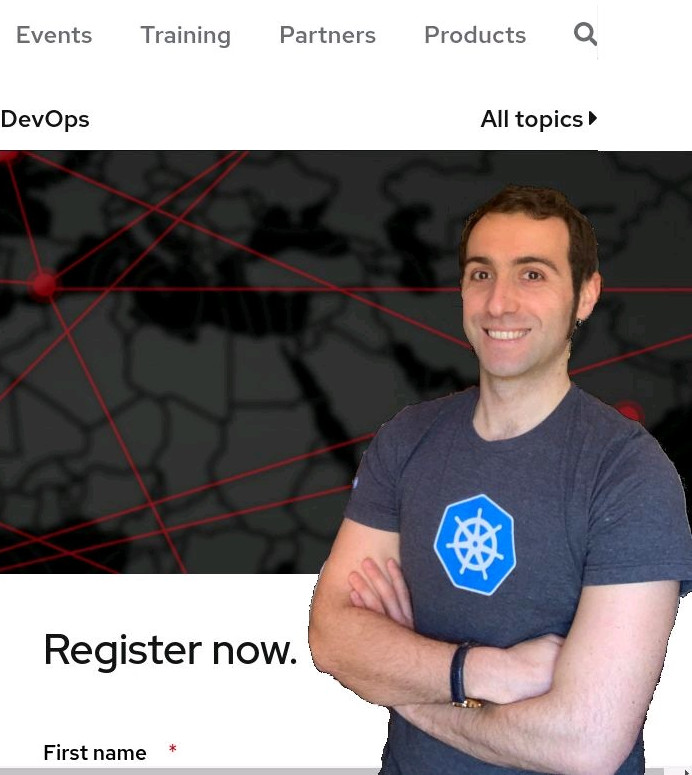 Events Training Partners Products
DevOps All topics
Register now.
First name *